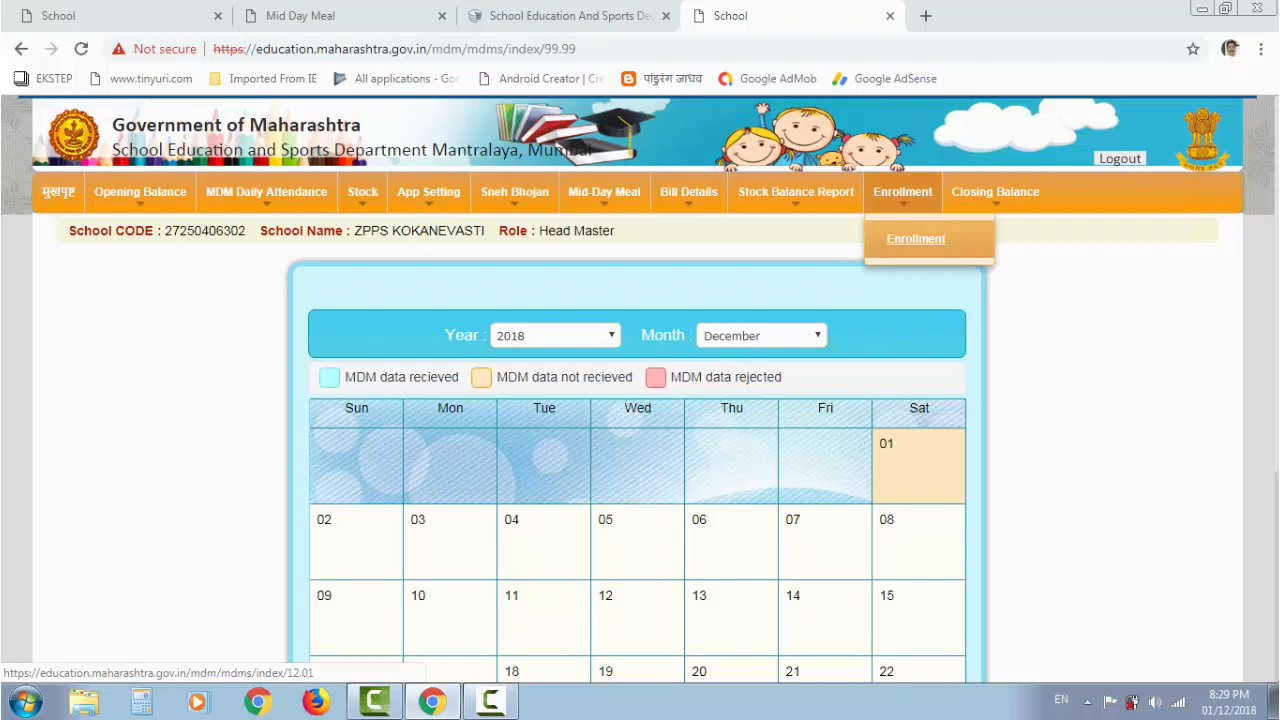 School
Mid Day Meal
School Education And Sports De
School
Not secure
https://education.maharashtra.gov.in/mdm/mdms/index/99.99
EKSTEP
www.tinyuri.com
Imported From IE
All applications - Goo
Android Creator | Cre
पांडुरंग जाधव
Google AdMob
Google AdSense
Government of Maharashtra
School Education and Sports Department Mantralaya, Mumbai
Logout
मुखपृष्ट
Opening Balance
MDM Daily Attendance
Stock
App Setting
Sneh Bhojan
Mid-Day Meal
Bill Details
Stock Balance Report
Enrollment
Closing Balance
School CODE : 27250406302 School Name : ZPPS KOKANEVASTI Role : Head Master
Enrollment
Year : 2018 Month : December
MDM data recieved MDM data not recieved MDM data rejected
Sun Mon Tue Wed Thu Fri Sat
01
02 03 04 05 06 07 08
09 10 11 12 13 14 15
18 19 20 21 22
https://education.maharashtra.gov.in/mdm/mdms/index/12.01
EN
8:29 PM
01/12/2018